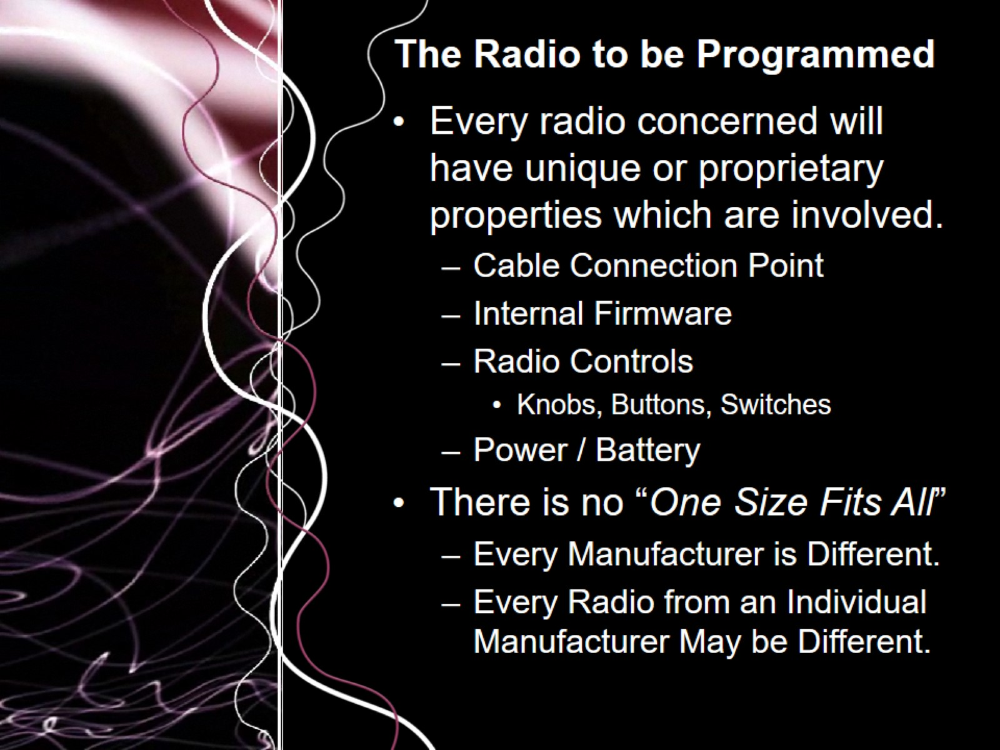 The Radio to be Programmed
• Every radio concerned will
have unique or proprietary
properties which are involved.
– Cable Connection Point
– Internal Firmware
– Radio Controls
• Knobs, Buttons, Switches
– Power / Battery
• There is no “One Size Fits All”
– Every Manufacturer is Different.
– Every Radio from an Individual
Manufacturer May be Different.